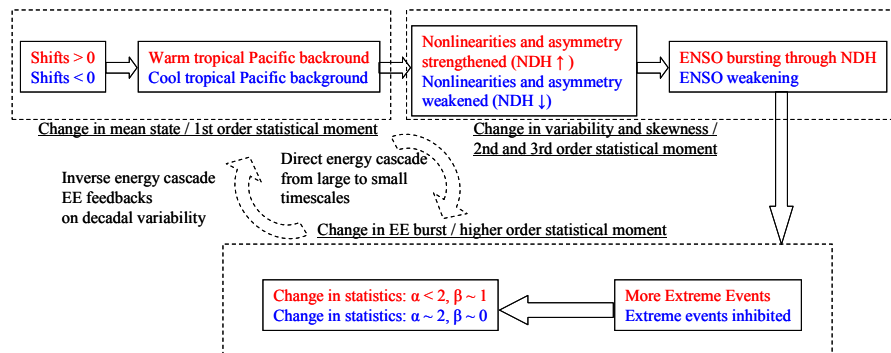 Shifts > 0
Shifts < 0
Warm tropical Pacific backround
Cool tropical Pacific background
Nonlinearities and asymmetry
strengthened (NDH ↑ )
Nonlinearities and asymmetry
weakened (NDH ↓)
ENSO bursting through NDH
ENSO weakening
Change in mean state / 1st order statistical moment
Change in variability and skewness /
2nd and 3rd order statistical moment
Direct energy cascade
from large to small
timescales
Inverse energy cascade
EE feedbacks
on decadal variability
Change in EE burst / higher order statistical moment
Change in statistics: α < 2, β ~ 1
Change in statistics: α ~ 2, β ~ 0
More Extreme Events
Extreme events inhibited